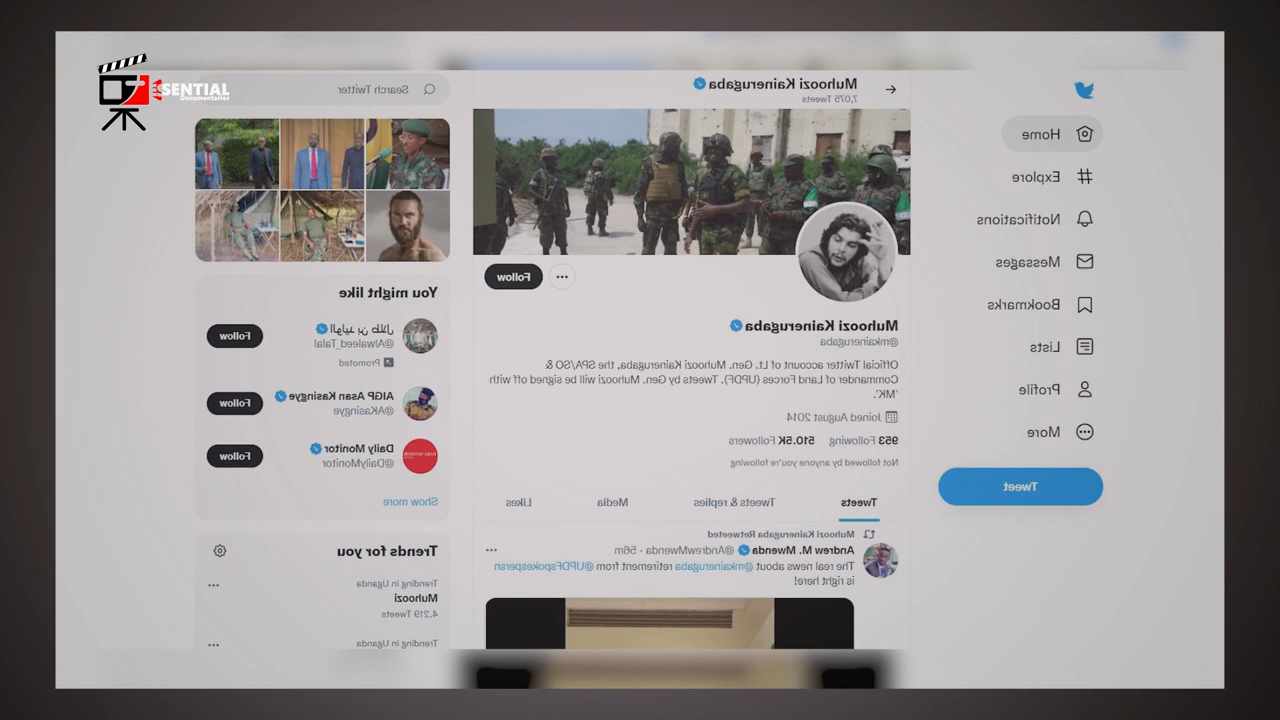 SENTIAL
Documentaries
Search Twitter
Muhoozi Kainerugaba
7,075 Tweets
Home
Explore
Notifications
Messages
Bookmarks
Lists
Profile
More
Tweet
Follow
Muhoozi Kainerugaba
@mkainerugaba
Official Twitter account of Lt. Gen. Muhoozi Kainerugaba, the SPA/SO &
Commander of Land Forces (UPDF). Tweets by Gen. Muhoozi will be signed off with
'MK'.
Joined August 2014
953 Following 510.5K Followers
Not followed by anyone you're following
Tweets
Tweets & replies
Media
Likes
Muhoozi Kainerugaba Retweeted
Andrew M. Mwenda @AndrewMwenda · 56m
The real news about @mkainerugaba retirement from @UPDFspokespersn
is right here!
You might like
طلال بن الوليد
@Alwaleed_Talal
Promoted
Follow
AIGP Asan Kasingye
@AKasingye
Follow
Daily Monitor
@DailyMonitor
Follow
Show more
Trends for you
Trending in Uganda
Muhoozi
4,219 Tweets
Trending in Uganda